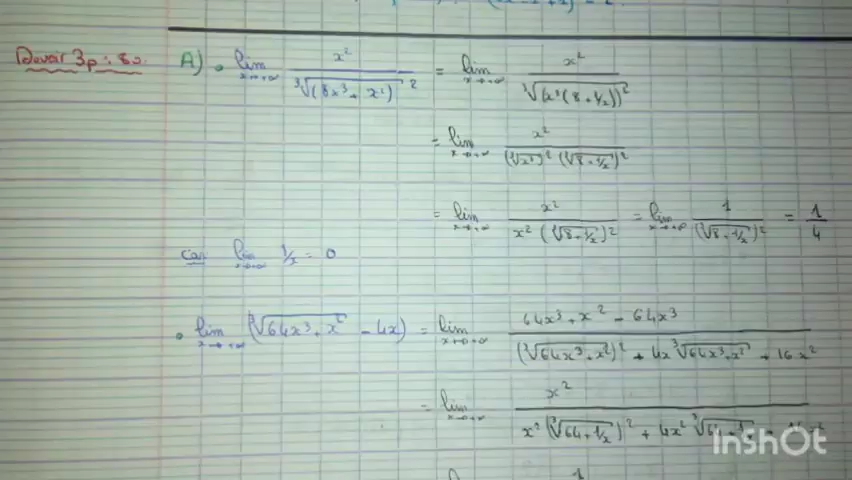 Devoir 3 p: 80. A) • lim x→+∞ x² / ∛(8x³+x²)² = lim x→+∞ x² / ∛(x³(8+1/x))²
= lim x→+∞ x² / (∛x³)² (∛8+1/x)²
= lim x→+∞ x² / x² (∛8+1/x)² = lim x→+∞ 1 / (∛8+1/x)² = 1/4
car lim x→+∞ 1/x = 0
• lim x→+∞ (∛64x³+x² - 4x) = lim x→+∞ 64x³+x² - 64x³ / (∛64x³+x²)² + 4x ∛64x³+x² + 16x²
= lim x→+∞ x² / x² (∛64+1/x)² + 4x²
InShOt